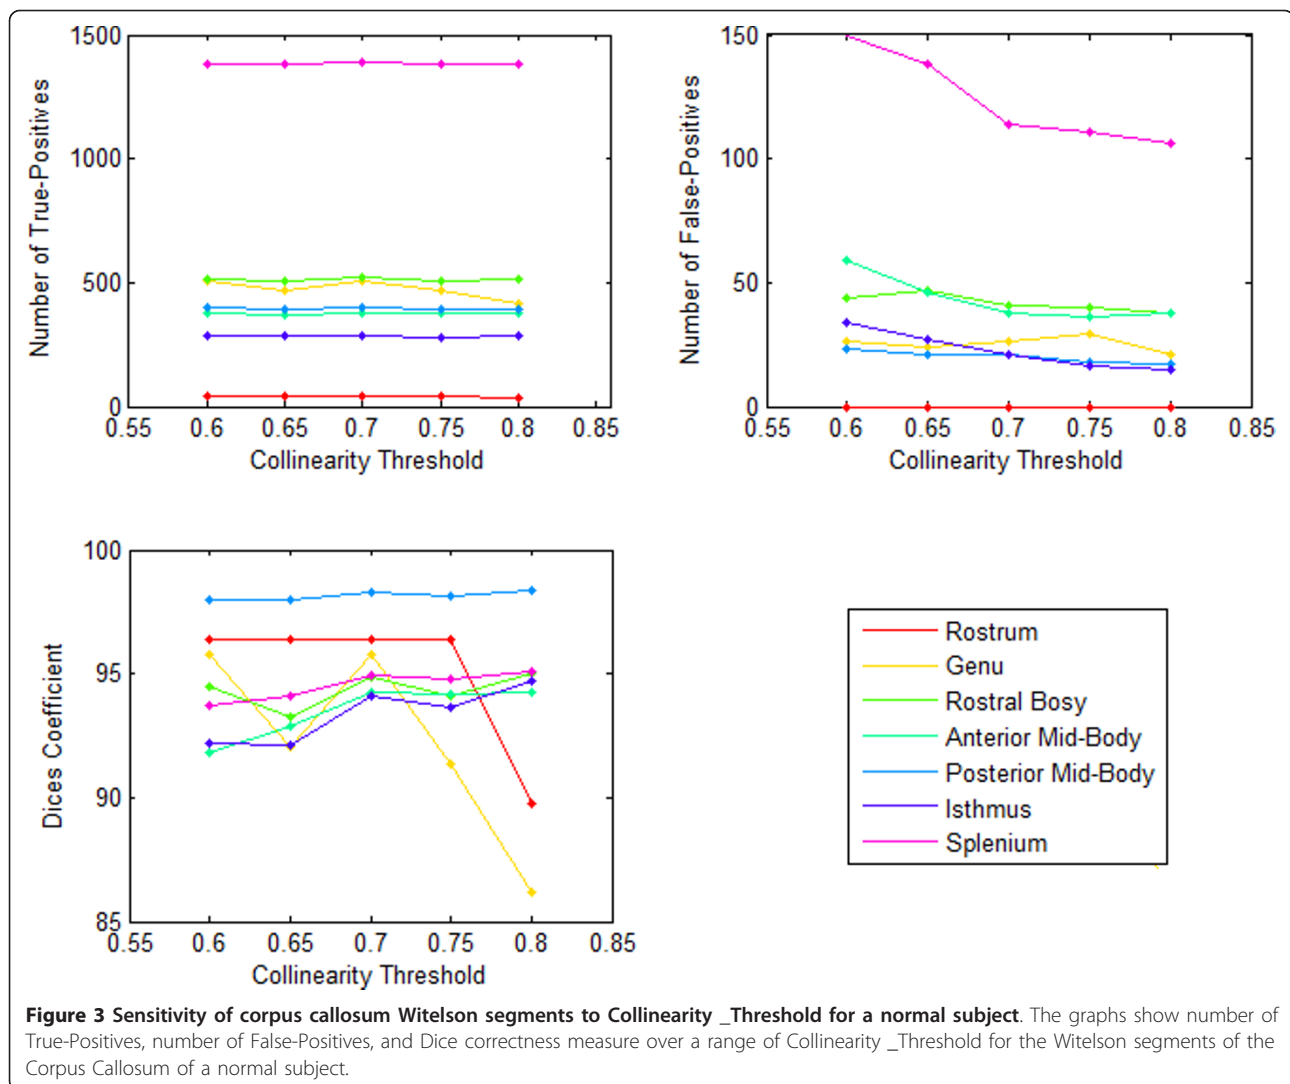 1500
1000
500
0
Number of True-Positives
0.55 0.6 0.65 0.7 0.75 0.8 0.85
Collinearity Threshold
150
100
50
0
Number of False-Positives
0.55 0.6 0.65 0.7 0.75 0.8 0.85
Collinearity Threshold
100
95
90
85
Dices Coefficient
0.55 0.6 0.65 0.7 0.75 0.8 0.85
Collinearity Threshold
Rostrum
Genu
Rostral Bosy
Anterior Mid-Body
Posterior Mid-Body
Isthmus
Splenium
Figure 3 Sensitivity of corpus callosum Witelson segments to Collinearity _Threshold for a normal subject. The graphs show number of
True-Positives, number of False-Positives, and Dice correctness measure over a range of Collinearity _Threshold for the Witelson segments of the
Corpus Callosum of a normal subject.